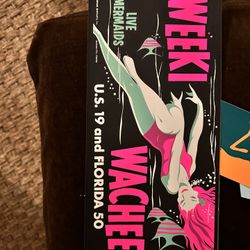 WEEKI
WACHEE
LIVE
MERMAIDS
U.S. 19 and FLORIDA 50